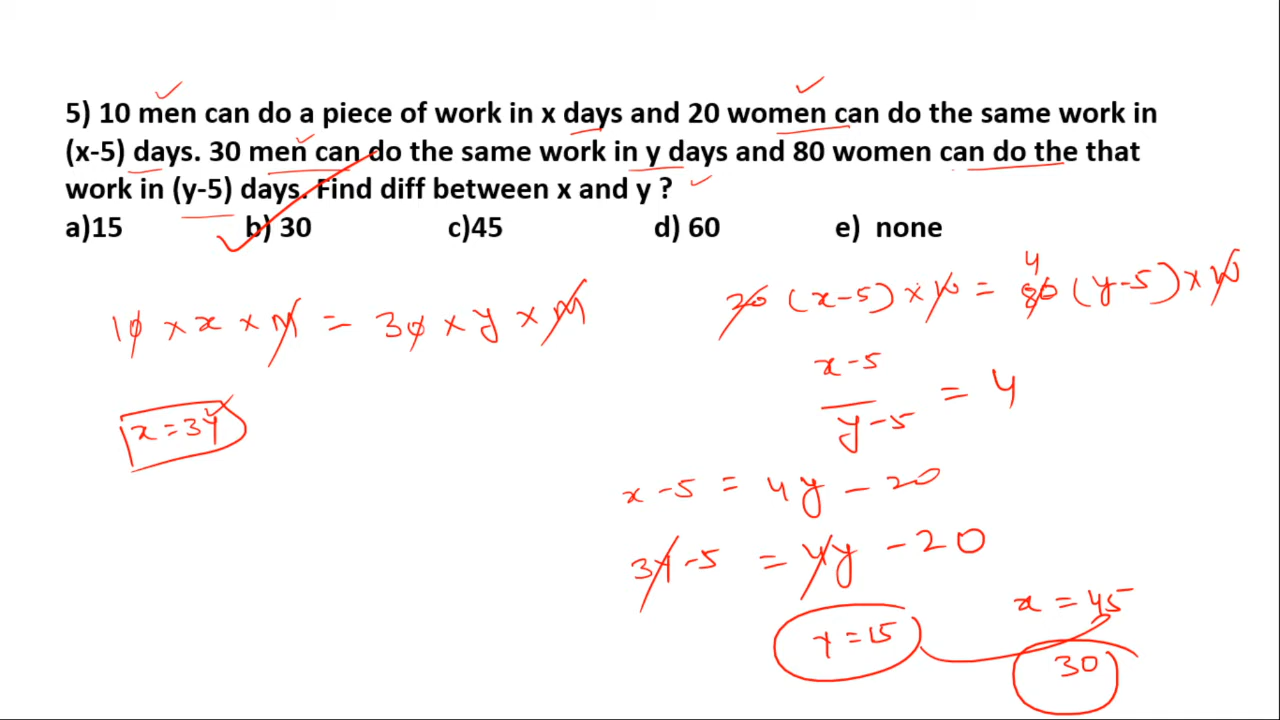 5) 10 men can do a piece of work in x days and 20 women can do the same work in
(x-5) days. 30 men can do the same work in y days and 80 women can do the that
work in (y-5) days. Find diff between x and y ?
a)15 b) 30 c)45 d) 60 e) none
10 × x × M = 30 × y × M
x = 3y
4
20 (x-5) × W = 80 (y-5) × W
x-5
= 4
y-5
x-5 = 4y - 20
3y -5 = 4y - 20
y = 15
x = 45
30